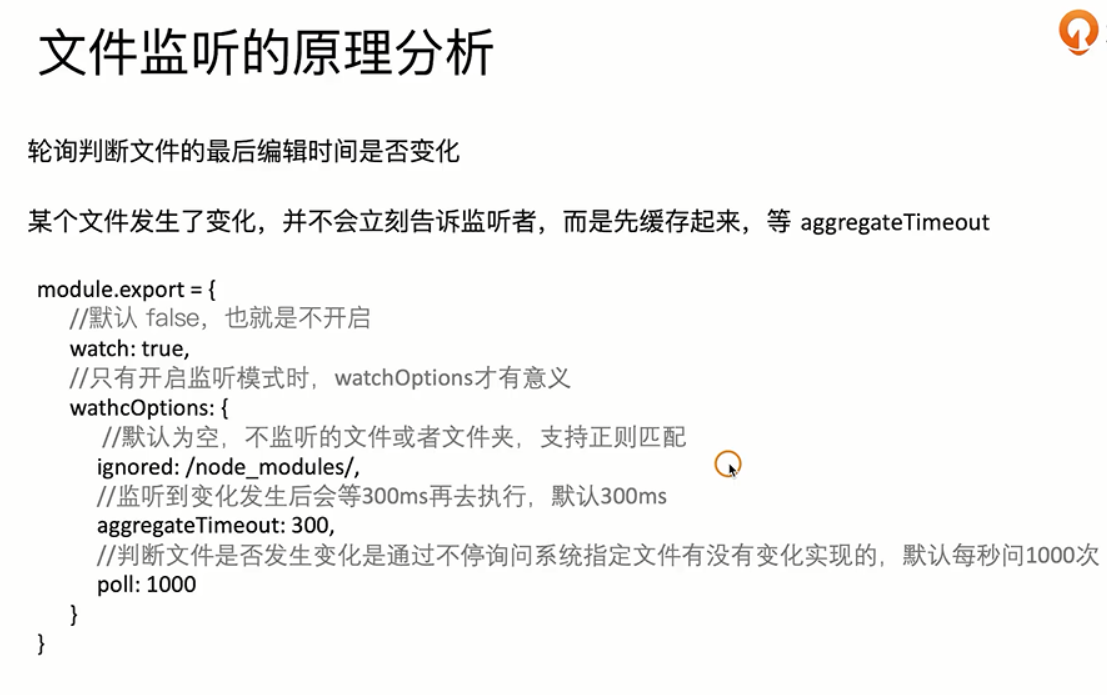 文件监听的原理分析
轮询判断文件的最后编辑时间是否变化
某个文件发生了变化，并不会立刻告诉监听者，而是先缓存起来，等 aggregateTimeout
module.export = {
//默认 false，也就是不开启
watch: true,
//只有开启监听模式时，watchOptions才有意义
wathcOptions: {
//默认为空，不监听的文件或者文件夹，支持正则匹配
ignored: /node_modules/,
//监听到变化发生后会等300ms再去执行，默认300ms
aggregateTimeout: 300,
//判断文件是否发生变化是通过不停询问系统指定文件有没有变化实现的，默认每秒问1000次
poll: 1000
}
}